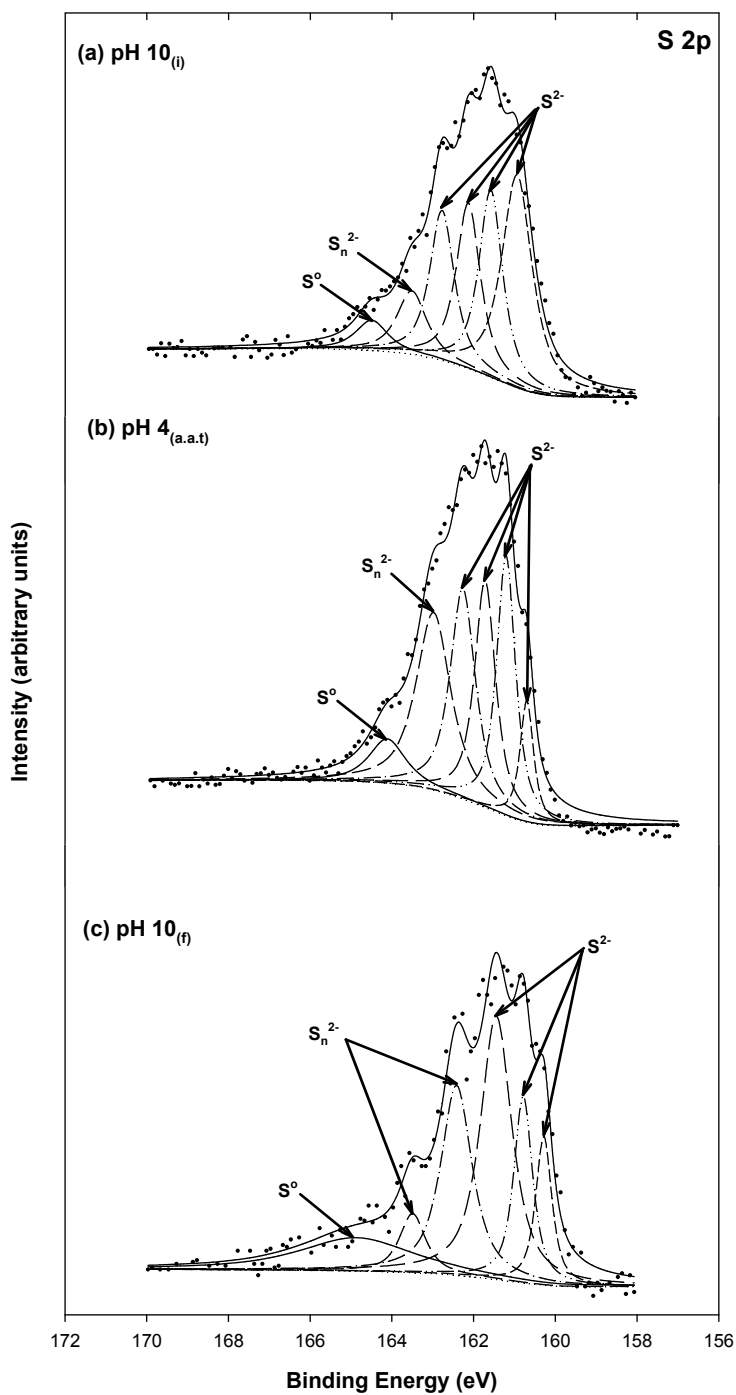 S 2p
(a) pH 10(i)
S2-
Sn2-
So
(b) pH 4(a.a.t)
S2-
Sn2-
So
(c) pH 10(f)
S2-
Sn2-
So
Intensity (arbitrary units)
172 170 168 166 164 162 160 158 156
Binding Energy (eV)